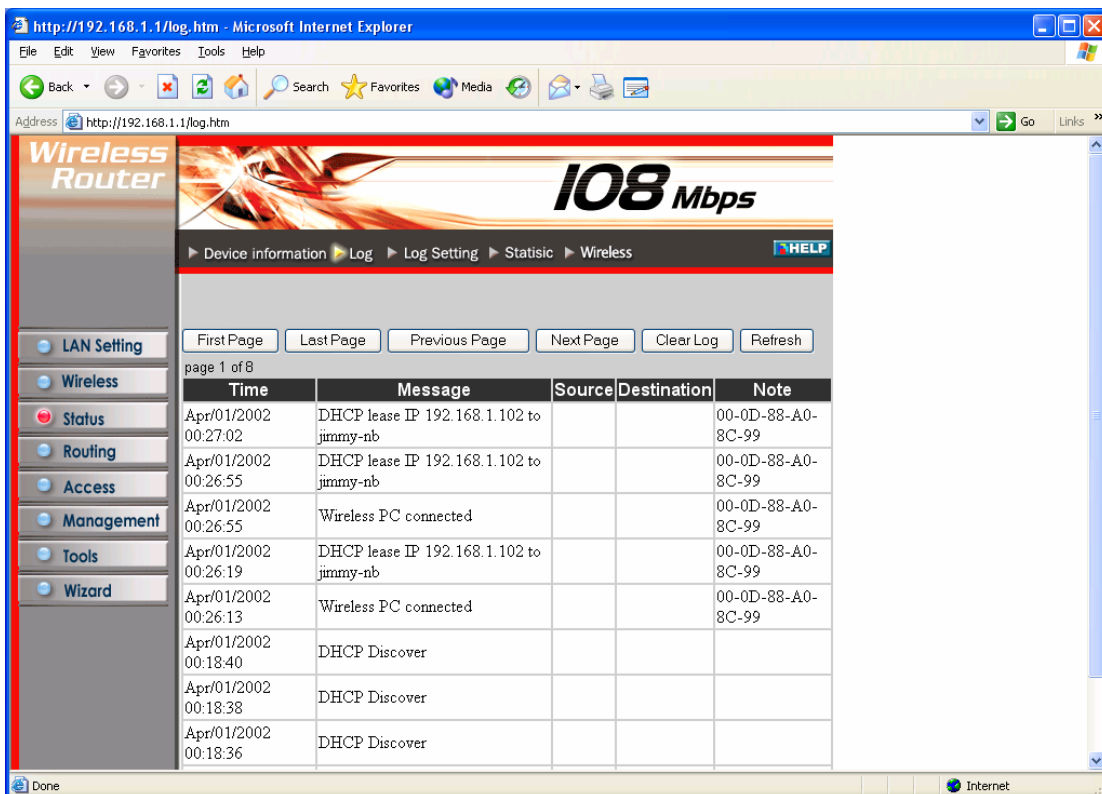 http://192.168.1.1/log.htm - Microsoft Internet Explorer
File Edit View Favorites Tools Help
Back Search Favorites Media
Address http://192.168.1.1/log.htm Go Links »
Wireless
Router
108 Mbps
Device information Log Log Setting Statisic Wireless HELP
LAN Setting
Wireless
Status
Routing
Access
Management
Tools
Wizard
First Page Last Page Previous Page Next Page Clear Log Refresh
page 1 of 8
Time Message Source Destination Note
Apr/01/2002 DHCP lease IP 192.168.1.102 to 00-0D-88-A0-
00:27:02 jimmy-nb 8C-99
Apr/01/2002 DHCP lease IP 192.168.1.102 to 00-0D-88-A0-
00:26:55 jimmy-nb 8C-99
Apr/01/2002 Wireless PC connected 00-0D-88-A0-
00:26:55 8C-99
Apr/01/2002 DHCP lease IP 192.168.1.102 to 00-0D-88-A0-
00:26:19 jimmy-nb 8C-99
Apr/01/2002 Wireless PC connected 00-0D-88-A0-
00:26:13 8C-99
Apr/01/2002 DHCP Discover
00:18:40
Apr/01/2002 DHCP Discover
00:18:38
Apr/01/2002 DHCP Discover
00:18:36
Done Internet